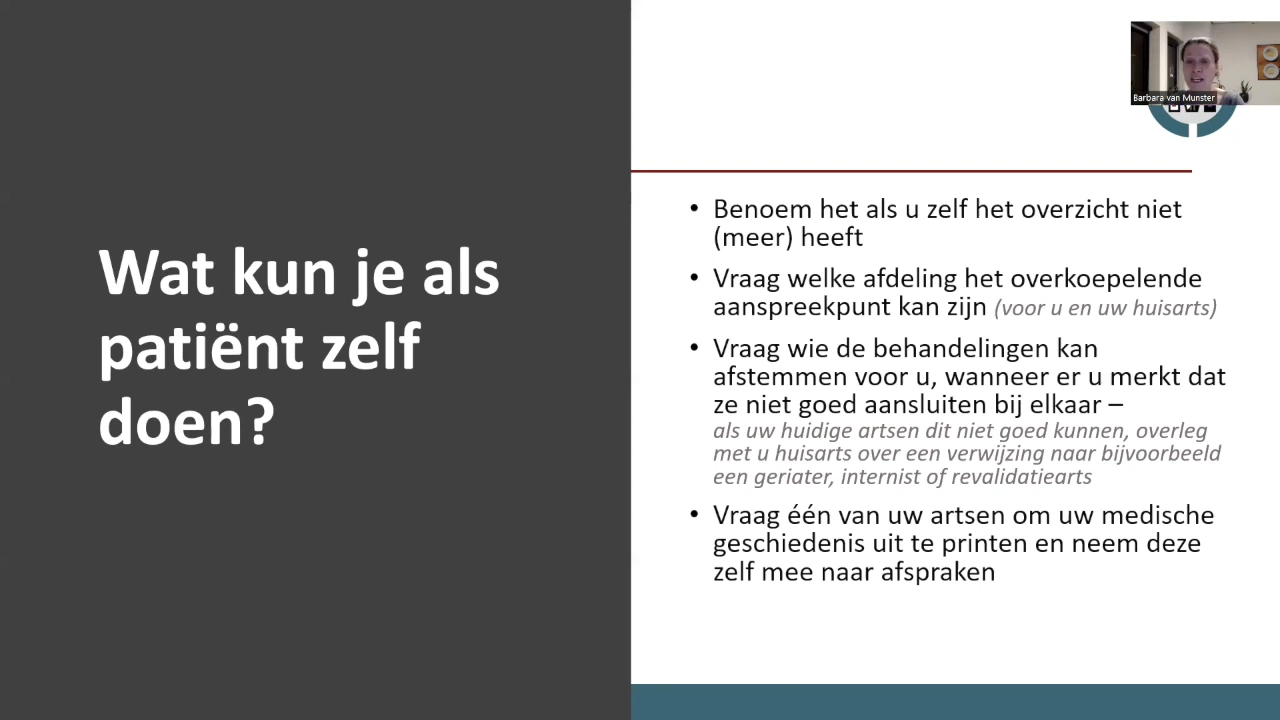 Barbara van Munster
Wat kun je als
patiënt zelf
doen?
• Benoem het als u zelf het overzicht niet
(meer) heeft
• Vraag welke afdeling het overkoepelende
aanspreekpunt kan zijn (voor u en uw huisarts)
• Vraag wie de behandelingen kan
afstemmen voor u, wanneer er u merkt dat
ze niet goed aansluiten bij elkaar –
als uw huidige artsen dit niet goed kunnen, overleg
met u huisarts over een verwijzing naar bijvoorbeeld
een geriater, internist of revalidatiearts
• Vraag één van uw artsen om uw medische
geschiedenis uit te printen en neem deze
zelf mee naar afspraken